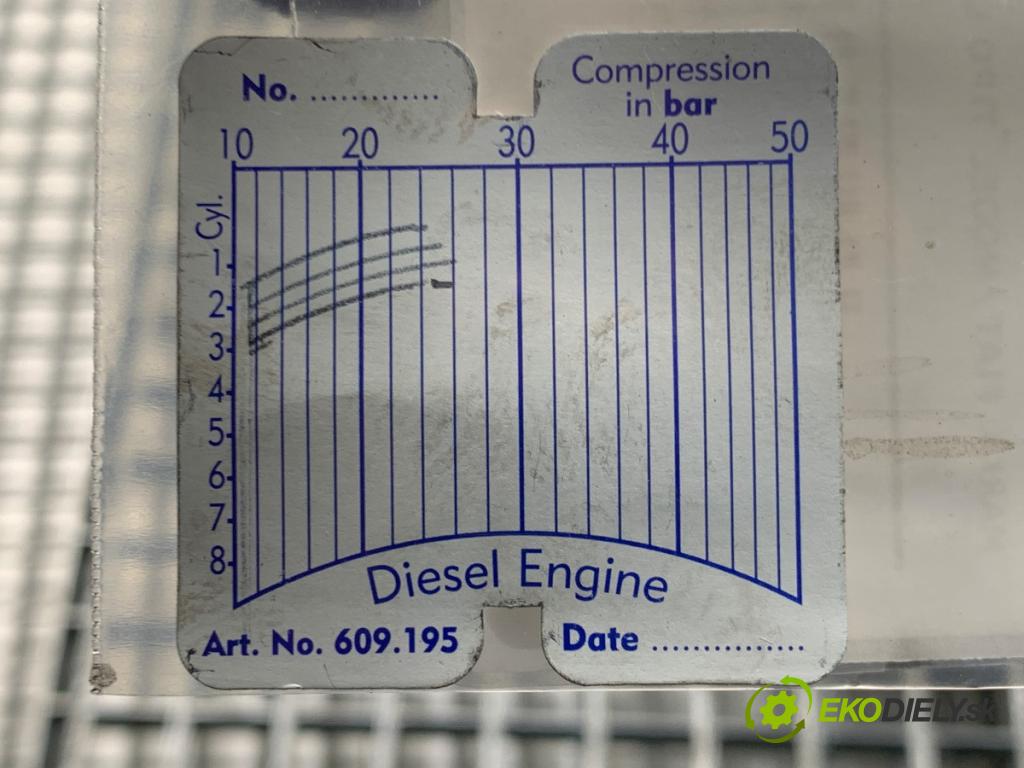 No. .............
Compression
in bar
10 20 30 40 50
Cyl.
1
2
3
4
5
6
7
8
Diesel Engine
Art. No. 609.195
Date ................
EKODIELY.sk